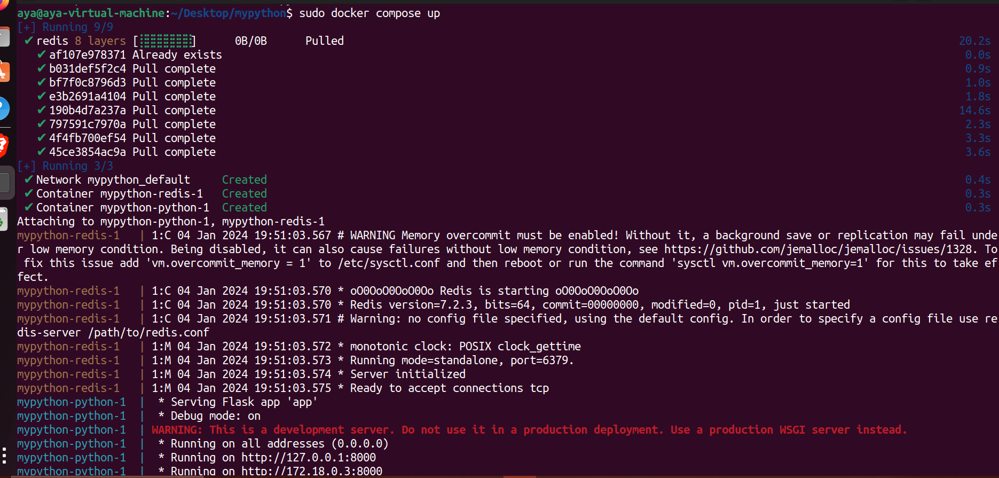 aya@aya-virtual-machine:~/Desktop/mypython$ sudo docker compose up
[+] Running 9/9
✔ redis 8 layers [⣿⣿⣿⣿⣿⣿⣿⣿] 0B/0B Pulled 20.2s
✔ af107e978371 Already exists 0.0s
✔ b031def5f2c4 Pull complete 0.9s
✔ bf7f0c8796d3 Pull complete 1.0s
✔ e3b2691a4104 Pull complete 1.8s
✔ 190b4d7a237a Pull complete 14.6s
✔ 797591c7970a Pull complete 2.3s
✔ 4f4fb700ef54 Pull complete 3.3s
✔ 45ce3854ac9a Pull complete 3.6s
[+] Running 3/3
✔ Network mypython_default Created 0.4s
✔ Container mypython-redis-1 Created 0.3s
✔ Container mypython-python-1 Created 0.3s
Attaching to mypython-python-1, mypython-redis-1
mypython-redis-1 | 1:C 04 Jan 2024 19:51:03.567 # WARNING Memory overcommit must be enabled! Without it, a background save or replication may fail unde
r low memory condition. Being disabled, it can also cause failures without low memory condition, see https://github.com/jemalloc/jemalloc/issues/1328. To
fix this issue add 'vm.overcommit_memory = 1' to /etc/sysctl.conf and then reboot or run the command 'sysctl vm.overcommit_memory=1' for this to take ef
fect.
mypython-redis-1 | 1:C 04 Jan 2024 19:51:03.570 * oO0OoO0OoO0Oo Redis is starting oO0OoO0OoO0Oo
mypython-redis-1 | 1:C 04 Jan 2024 19:51:03.570 * Redis version=7.2.3, bits=64, commit=00000000, modified=0, pid=1, just started
mypython-redis-1 | 1:C 04 Jan 2024 19:51:03.571 # Warning: no config file specified, using the default config. In order to specify a config file use re
dis-server /path/to/redis.conf
mypython-redis-1 | 1:M 04 Jan 2024 19:51:03.572 * monotonic clock: POSIX clock_gettime
mypython-redis-1 | 1:M 04 Jan 2024 19:51:03.573 * Running mode=standalone, port=6379.
mypython-redis-1 | 1:M 04 Jan 2024 19:51:03.574 * Server initialized
mypython-redis-1 | 1:M 04 Jan 2024 19:51:03.575 * Ready to accept connections tcp
mypython-python-1 | * Serving Flask app 'app'
mypython-python-1 | * Debug mode: on
mypython-python-1 | WARNING: This is a development server. Do not use it in a production deployment. Use a production WSGI server instead.
mypython-python-1 | * Running on all addresses (0.0.0.0)
mypython-python-1 | * Running on http://127.0.0.1:8000
mypython-python-1 | * Running on http://172.18.0.3:8000